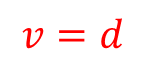 v = d